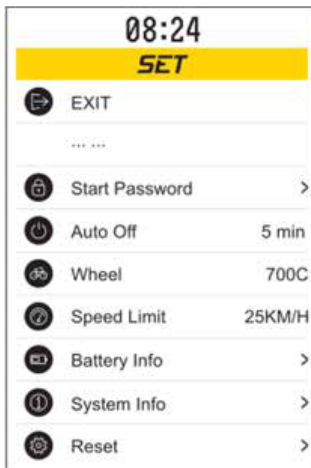 08:24
SET
EXIT
... ...
Start Password >
Auto Off 5 min
Wheel 700C
Speed Limit 25KM/H
Battery Info >
System Info >
Reset >